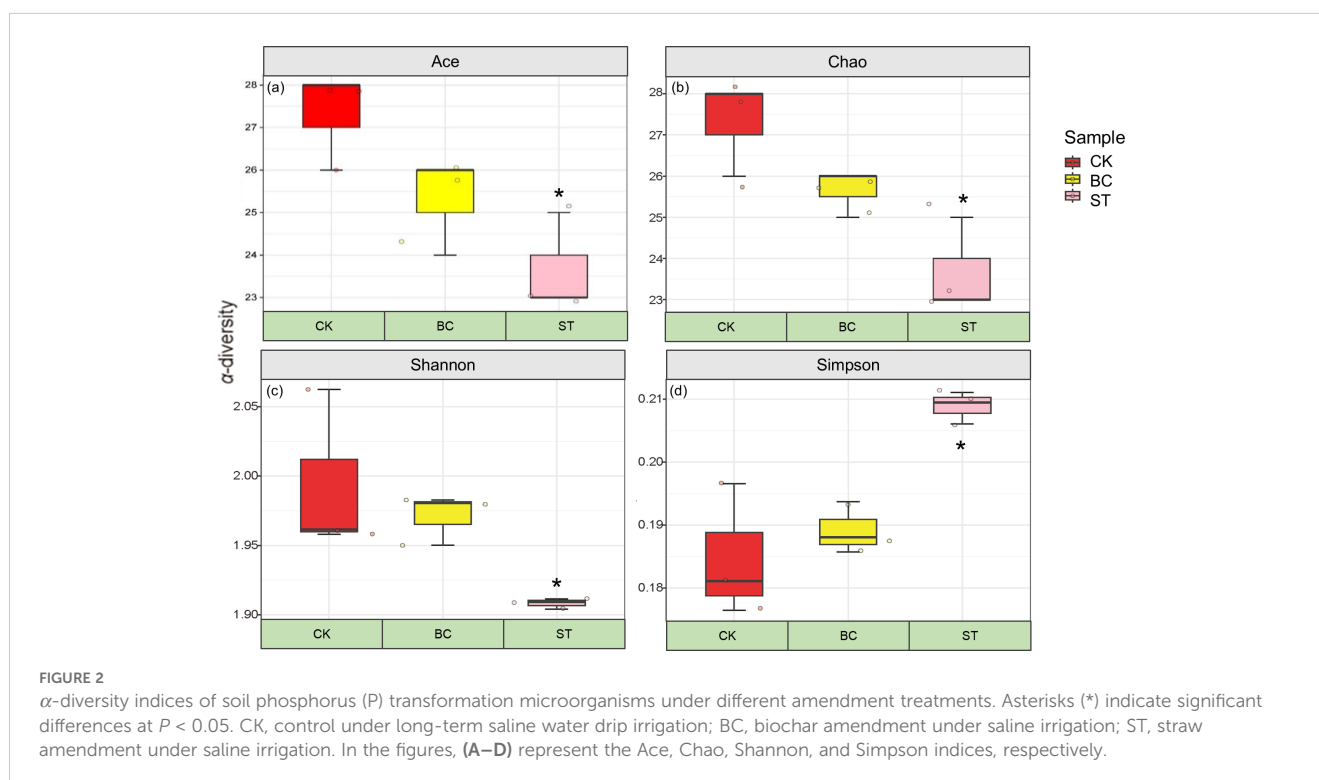 Ace
(a)
28
27
26
25
24
23
CK BC ST
*
Chao
(b)
28
27
26
25
24
23
CK BC ST
*
Sample
CK
BC
ST
α-diversity
Shannon
(c)
2.05
2.00
1.95
1.90
CK BC ST
*
Simpson
(d)
0.21
0.20
0.19
0.18
CK BC ST
*
FIGURE 2
α-diversity indices of soil phosphorus (P) transformation microorganisms under different amendment treatments. Asterisks (*) indicate significant
differences at P < 0.05. CK, control under long-term saline water drip irrigation; BC, biochar amendment under saline irrigation; ST, straw
amendment under saline irrigation. In the figures, (A–D) represent the Ace, Chao, Shannon, and Simpson indices, respectively.